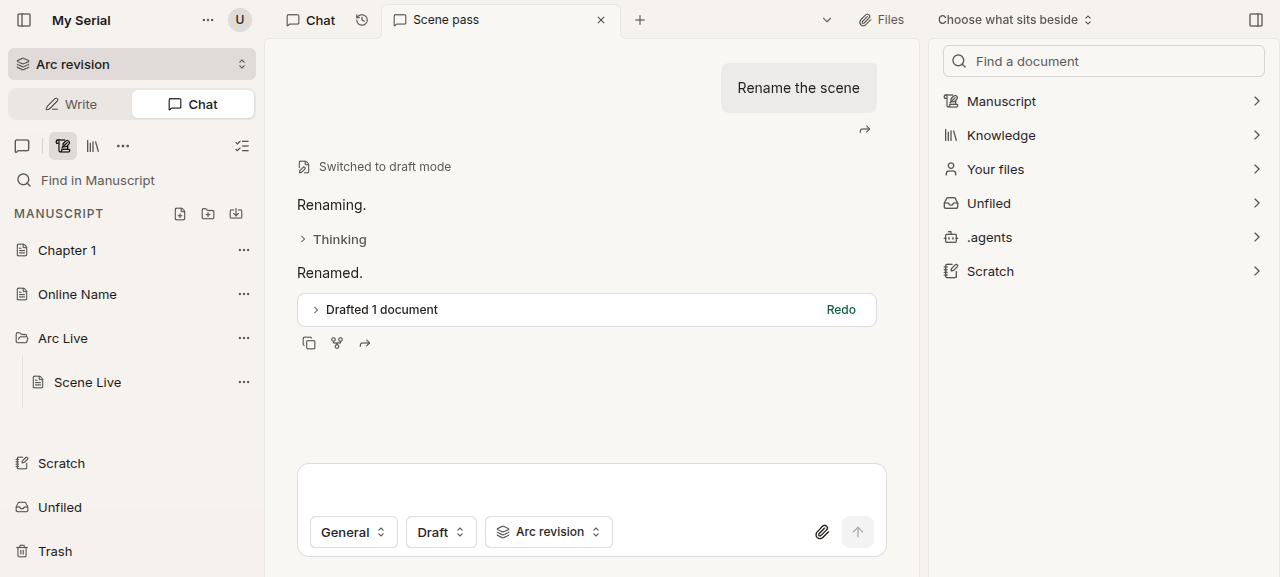 My Serial
U
Arc revision
Write
Chat
Find in Manuscript
MANUSCRIPT
Chapter 1
Online Name
Arc Live
Scene Live
Scratch
Unfiled
Trash
Chat
Scene pass
Files
Rename the scene
Switched to draft mode
Renaming.
Thinking
Renamed.
Drafted 1 document
Redo
General
Draft
Arc revision
Choose what sits beside
Find a document
Manuscript
Knowledge
Your files
Unfiled
.agents
Scratch